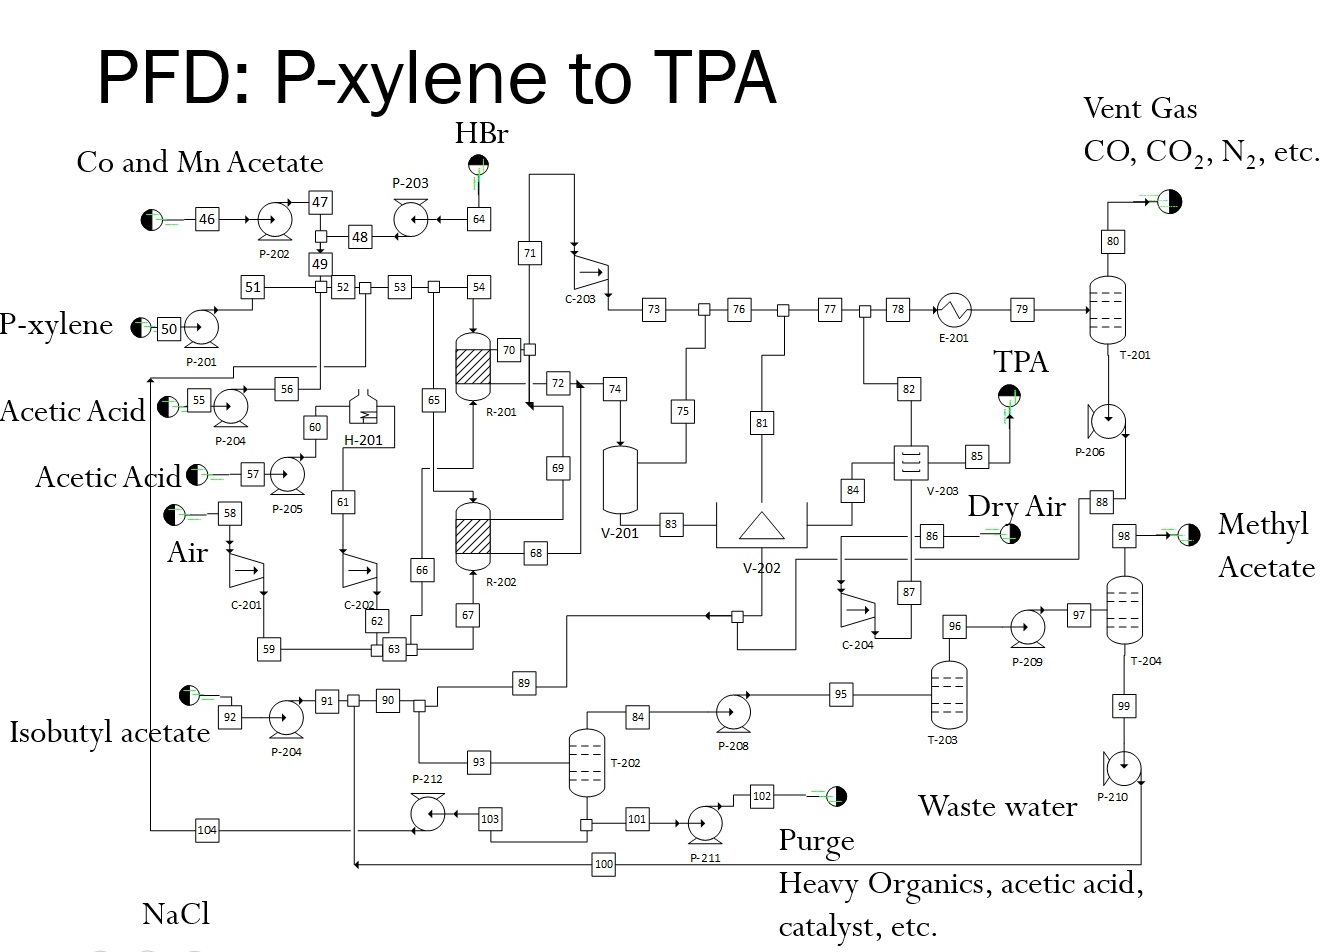 PFD: P-xylene to TPA
Vent Gas
CO, CO₂, N₂, etc.
HBr
Co and Mn Acetate
P-203
46
47
64
48
P-202
49
71
80
C-203
51
52
53
54
73
76
77
78
79
P-xylene
50
P-201
E-201
T-201
70
TPA
56
72
74
82
Acetic Acid
55
65
R-201
75
P-204
60
81
H-201
P-206
Acetic Acid
57
69
85
P-205
61
84
V-203
88
58
Dry Air
Air
83
V-201
86
98
Methyl
Acetate
68
66
V-202
R-202
C-201
C-202
87
62
67
96
97
C-204
59
63
P-209
T-204
89
91
90
95
99
92
84
Isobutyl acetate
P-204
P-208
T-203
93
T-202
P-212
P-210
102
Waste water
103
101
104
Purge
P-211
100
Heavy Organics, acetic acid,
catalyst, etc.
NaCl